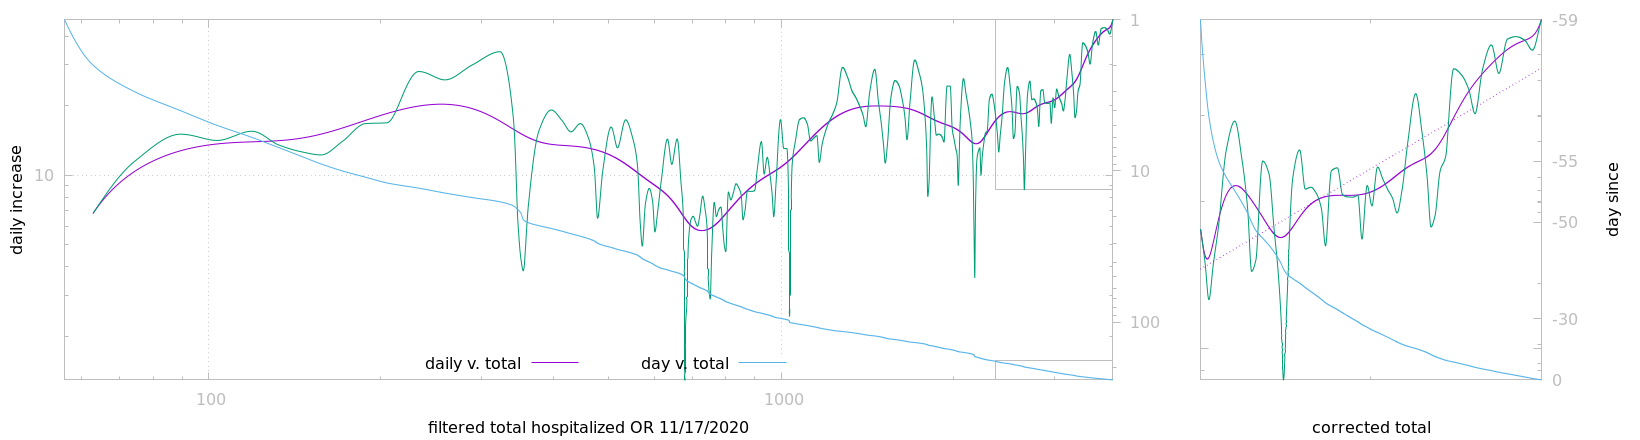 1
-59
10
10
-55
-50
daily increase
day since
100
-30
daily v. total
day v. total
0
100
1000
filtered total hospitalized OR 11/17/2020
corrected total